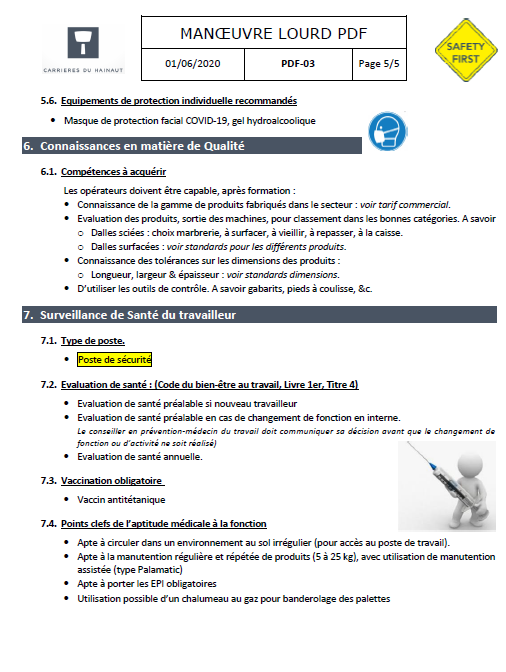 CARRIERES DU HAINAUT
MANŒUVRE LOURD PDF
01/06/2020 PDF-03 Page 5/5
SAFETY
FIRST
5.6. Equipements de protection individuelle recommandés
• Masque de protection facial COVID-19, gel hydroalcoolique
6. Connaissances en matière de Qualité
6.1. Compétences à acquérir
Les opérateurs doivent être capable, après formation :
• Connaissance de la gamme de produits fabriqués dans le secteur : voir tarif commercial.
• Evaluation des produits, sortie des machines, pour classement dans les bonnes catégories. A savoir
o Dalles sciées : choix marbrerie, à surfacer, à vieillir, à repasser, à la caisse.
o Dalles surfacées : voir standards pour les différents produits.
• Connaissance des tolérances sur les dimensions des produits :
o Longueur, largeur & épaisseur : voir standards dimensions.
• D’utiliser les outils de contrôle. A savoir gabarits, pieds à coulisse, &c.
7. Surveillance de Santé du travailleur
7.1. Type de poste.
• Poste de sécurité
7.2. Evaluation de santé : (Code du bien-être au travail, Livre 1er, Titre 4)
• Evaluation de santé préalable si nouveau travailleur
• Evaluation de santé préalable en cas de changement de fonction en interne.
Le conseiller en prévention-médecin du travail doit communiquer sa décision avant que le changement de
fonction ou d’activité ne soit réalisé)
• Evaluation de santé annuelle.
7.3. Vaccination obligatoire
• Vaccin antitétanique
7.4. Points clefs de l’aptitude médicale à la fonction
• Apte à circuler dans un environnement au sol irrégulier (pour accès au poste de travail).
• Apte à la manutention régulière et répétée de produits (5 à 25 kg), avec utilisation de manutention
assistée (type Palamatic)
• Apte à porter les EPI obligatoires
• Utilisation possible d’un chalumeau au gaz pour banderolage des palettes